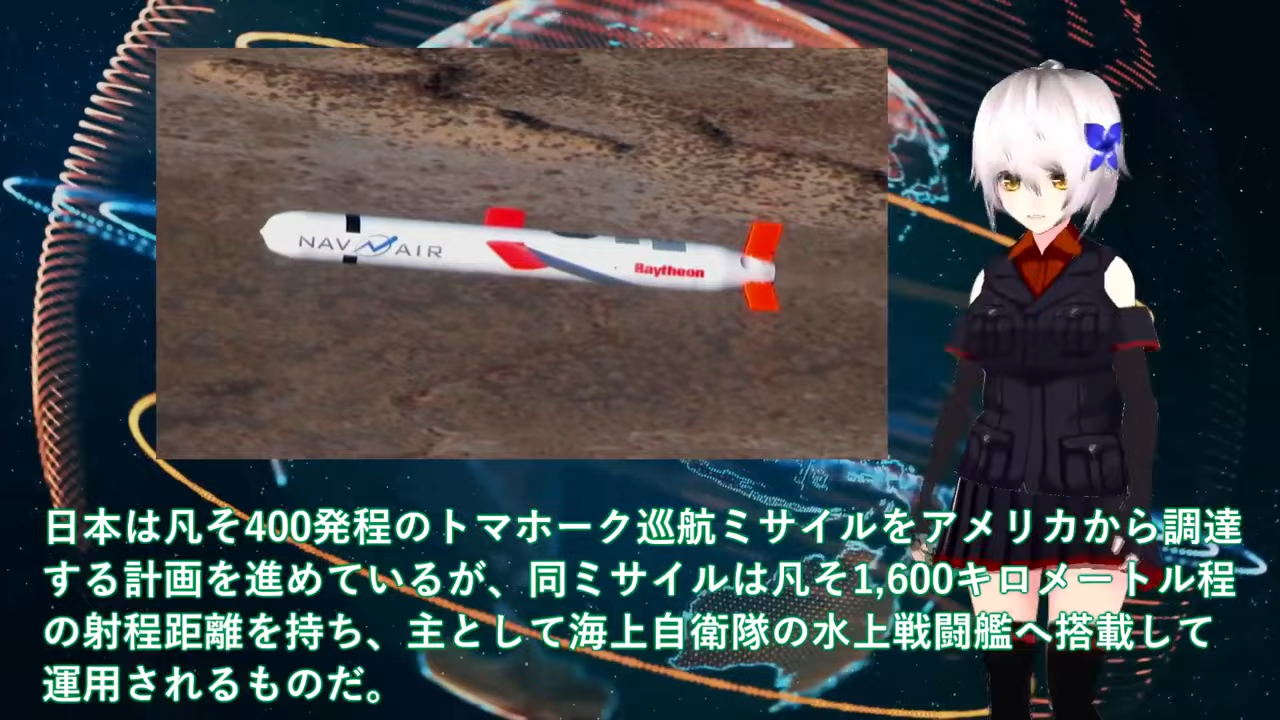 NAV AIR
Raytheon
日本は凡そ400発程のトマホーク巡航ミサイルをアメリカから調達
する計画を進めているが、同ミサイルは凡そ1,600キロメートル程
の射程距離を持ち、主として海上自衛隊の水上戦闘艦へ搭載して
運用されるものだ。